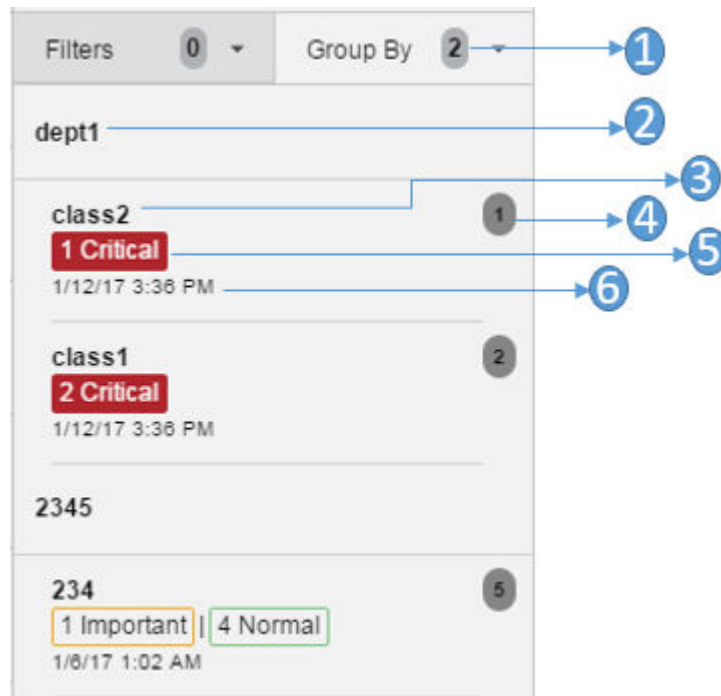 Filters 0 Group By 2 1
dept1 2
3
class2 1 4
1 Critical 5
1/12/17 3:36 PM 6
class1 2
2 Critical
1/12/17 3:36 PM
2345
234 5
1 Important | 4 Normal
1/6/17 1:02 AM